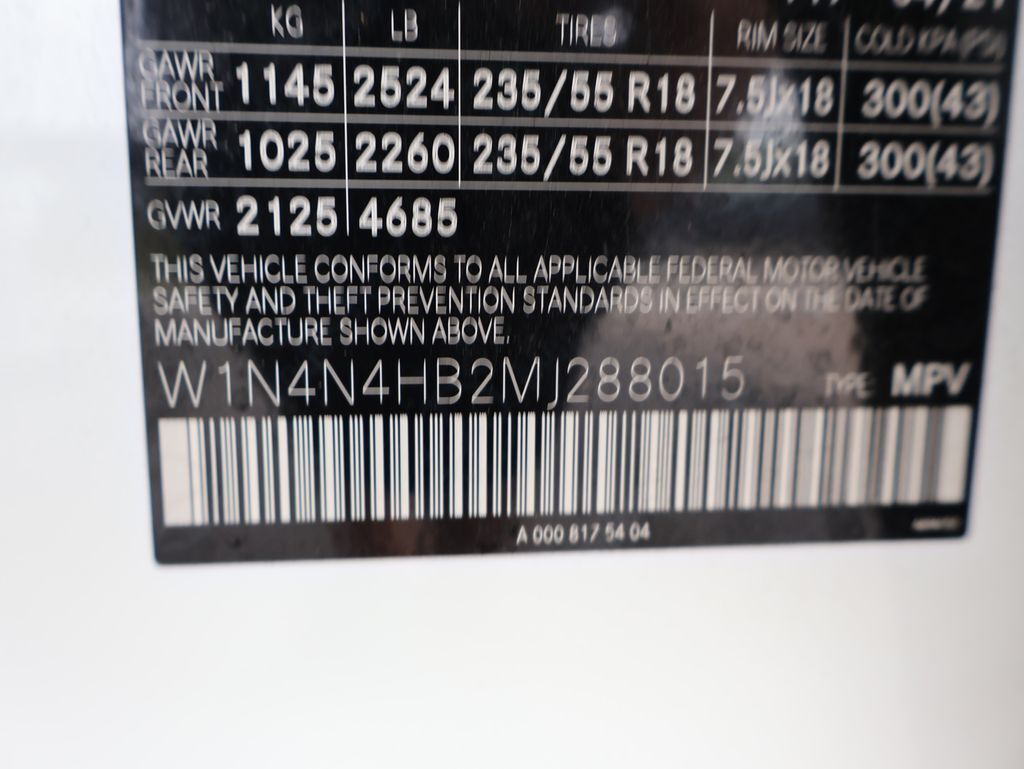 KG LB TIRES RIM SIZE COLD KPA (PSI)
GAWR FRONT 1145 2524 235/55 R18 7.5Jx18 300(43)
GAWR REAR 1025 2260 235/55 R18 7.5Jx18 300(43)
GVWR 2125 4685
THIS VEHICLE CONFORMS TO ALL APPLICABLE FEDERAL MOTOR VEHICLE
SAFETY AND THEFT PREVENTION STANDARDS IN EFFECT ON THE DATE OF
MANUFACTURE SHOWN ABOVE.
W1N4N4HB2MJ288015 TYPE: MPV
A 000 817 54 04